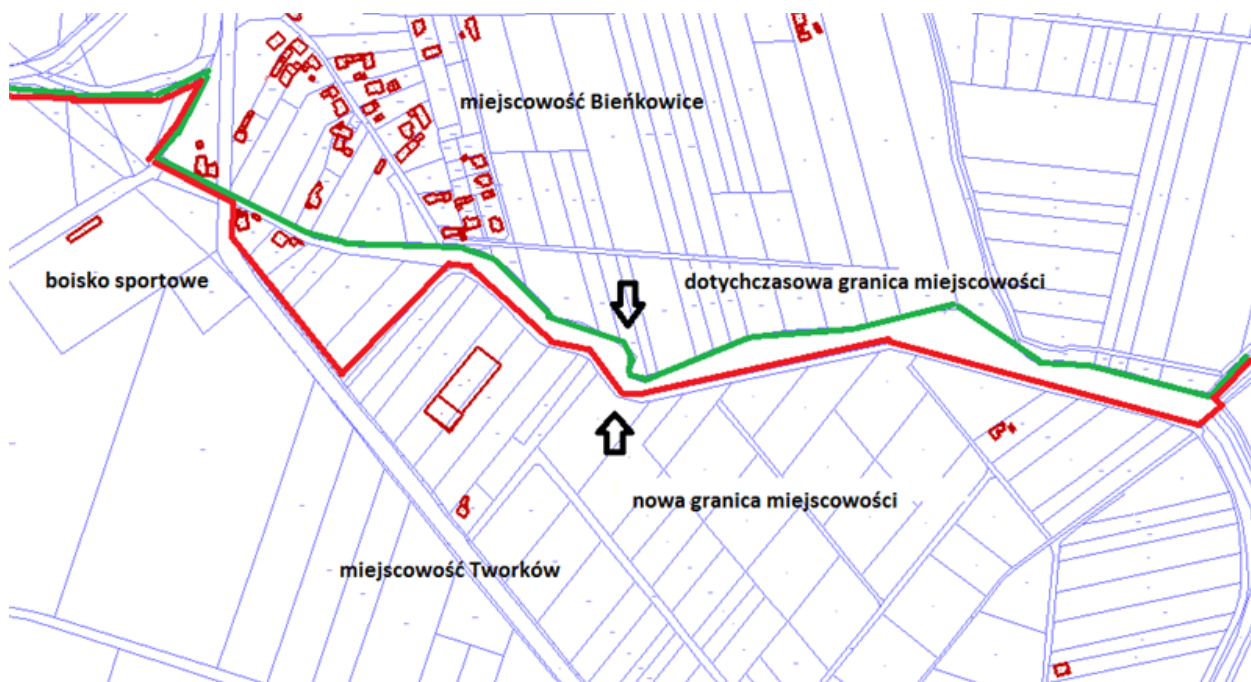 miejscowość Bieńkowice
boisko sportowe
dotychczasowa granica miejscowości
nowa granica miejscowości
miejscowość Tworków